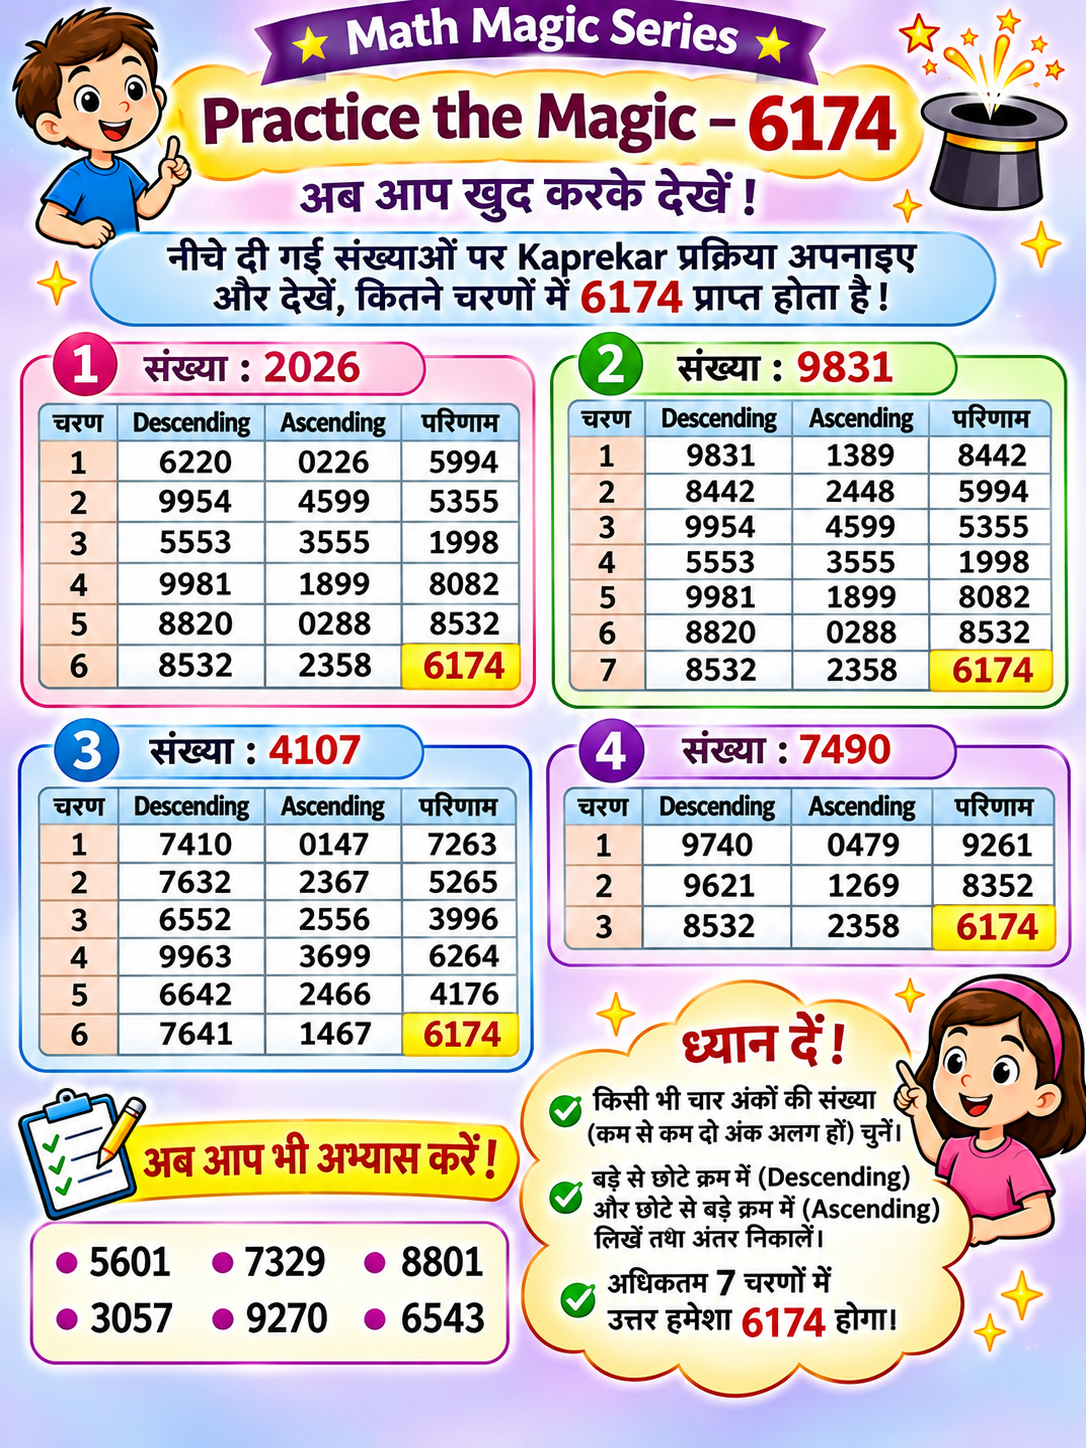 Math Magic Series
Practice the Magic – 6174
अब आप खुद करके देखें !
नीचे दी गई संख्याओं पर Kaprekar प्रक्रिया अपनाइए
और देखें, कितने चरणों में 6174 प्राप्त होता है !
1 संख्या : 2026
चरण Descending Ascending परिणाम
1 6220 0226 5994
2 9954 4599 5355
3 5553 3555 1998
4 9981 1899 8082
5 8820 0288 8532
6 8532 2358 6174
2 संख्या : 9831
चरण Descending Ascending परिणाम
1 9831 1389 8442
2 8442 2448 5994
3 9954 4599 5355
4 5553 3555 1998
5 9981 1899 8082
6 8820 0288 8532
7 8532 2358 6174
3 संख्या : 4107
चरण Descending Ascending परिणाम
1 7410 0147 7263
2 7632 2367 5265
3 6552 2556 3996
4 9963 3699 6264
5 6642 2466 4176
6 7641 1467 6174
4 संख्या : 7490
चरण Descending Ascending परिणाम
1 9740 0479 9261
2 9621 1269 8352
3 8532 2358 6174
अब आप भी अभ्यास करें !
5601 7329 8801
3057 9270 6543
ध्यान दें !
किसी भी चार अंकों की संख्या
(कम से कम दो अंक अलग हों) चुनें।
बड़े से छोटे क्रम में (Descending)
और छोटे से बड़े क्रम में (Ascending)
लिखें तथा अंतर निकालें।
अधिकतम 7 चरणों में
उत्तर हमेशा 6174 होगा!